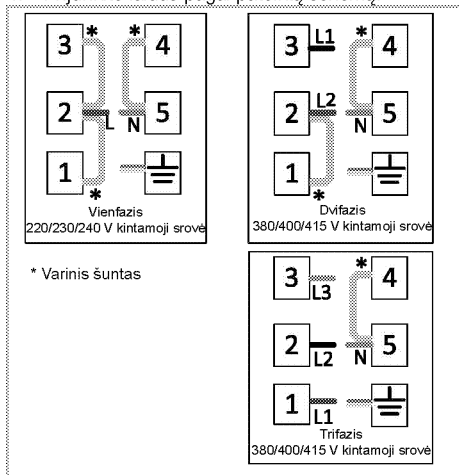 3 * * 4
2 L N 5
1 *
Vienfazis
220/230/240 V kintamoji srovė
3 L1 * 4
2 L2 N 5
1 *
Dvifazis
380/400/415 V kintamoji srovė
* Varinis šuntas
3 L3 * 4
2 L2 N 5
1 L1
Trifazis
380/400/415 V kintamoji srovė